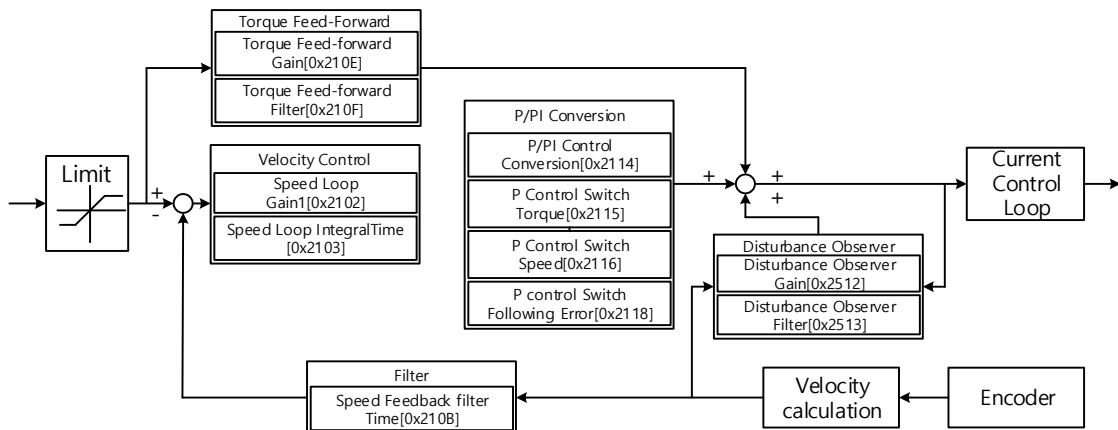 Torque Feed-Forward
Torque Feed-forward
Gain[0x210E]
Torque Feed-forward
Filter[0x210F]
P/PI Conversion
P/PI Control
Conversion[0x2114]
P Control Switch
Torque[0x2115]
P Control Switch
Speed[0x2116]
P control Switch
Following Error[0x2118]
Limit
+
-
Velocity Control
Speed Loop
Gain1[0x2102]
Speed Loop IntegralTime
[0x2103]
+
+
+
Current
Control
Loop
Disturbance Observer
Disturbance Observer
Gain[0x2512]
Disturbance Observer
Filter[0x2513]
Filter
Speed Feedback filter
Time[0x210B]
Velocity
calculation
Encoder